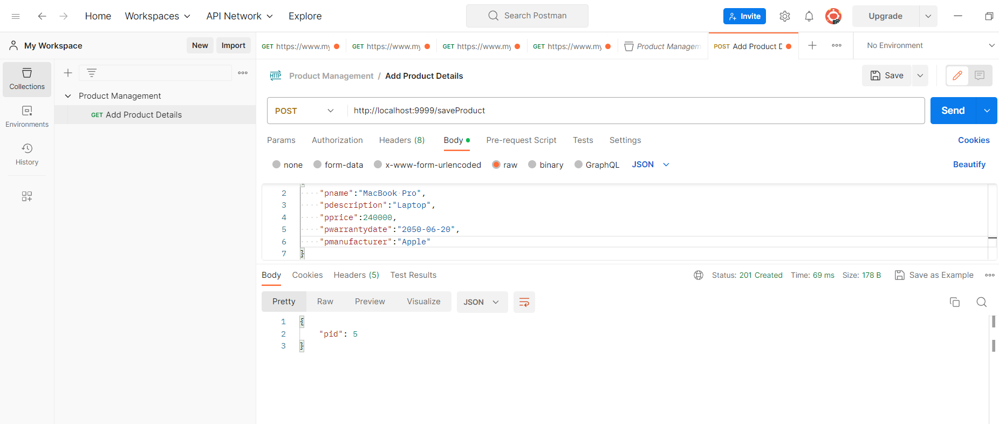 Home Workspaces API Network Explore Search Postman Invite Upgrade
My Workspace New Import GET https://www.my GET https://www.my GET https://www.my GET https://www.my Product Managem POST Add Product D No Environment
Collections
Environments
History
Product Management
GET Add Product Details
HTTP Product Management / Add Product Details Save
POST http://localhost:9999/saveProduct Send
Params Authorization Headers (8) Body Pre-request Script Tests Settings Cookies
none form-data x-www-form-urlencoded raw binary GraphQL JSON Beautify
2 "pname":"MacBook Pro",
3 "pdescription":"Laptop",
4 "pprice":240000,
5 "pwarrantydate":"2050-06-20",
6 "pmanufacturer":"Apple"
7 }
Body Cookies Headers (5) Test Results Status: 201 Created Time: 69 ms Size: 178 B Save as Example
Pretty Raw Preview Visualize JSON
1 {
2 "pid": 5
3 }